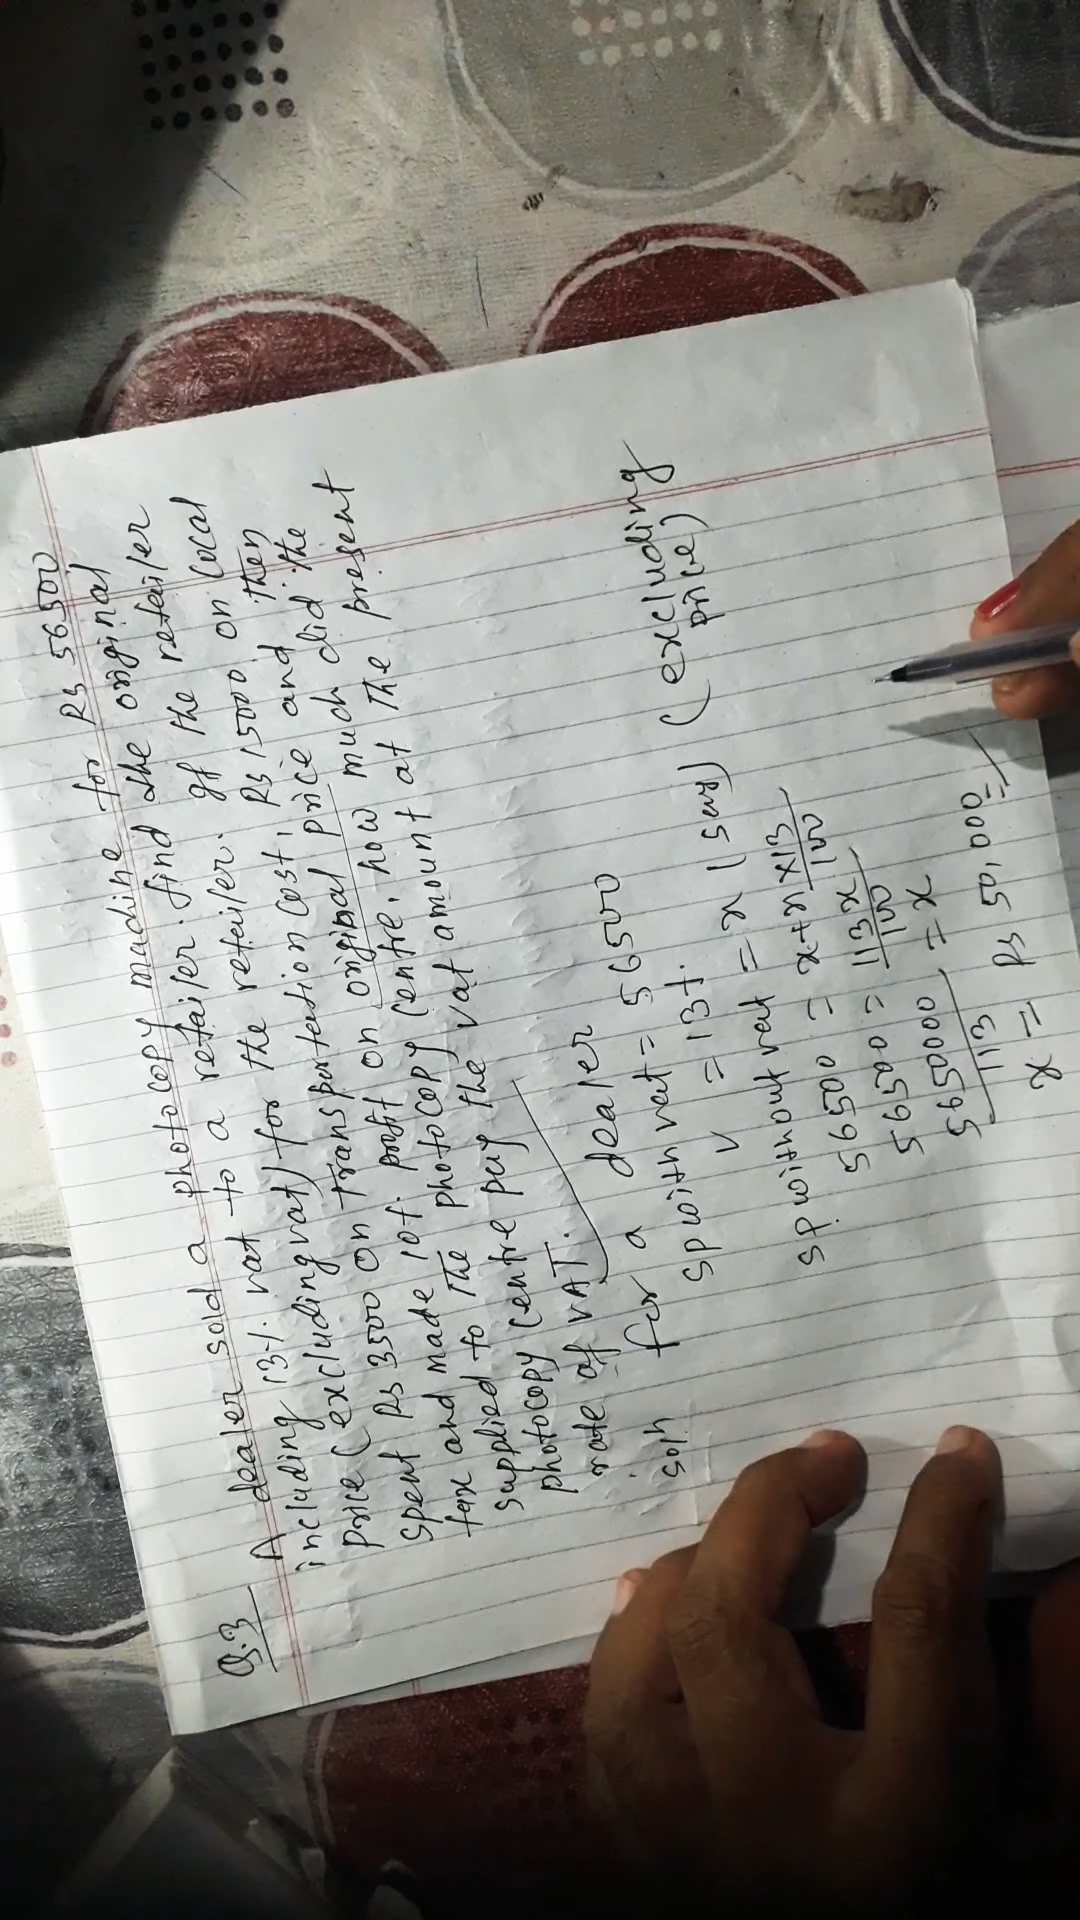 Q.3
A dealer sold a photocopy madine for Rs 56500
including 13% vat to a retailer. find the original
price (excluding vat) for the retailer. If the retailer
spent Rs 3500 on transportation cost, Rs 15000 on local
tax and made 10%. profit on original price and then
supplied to the photocopy centre. how much did the
photocopy centre pay the vat amount at the present
rate of VAT.
soln for a dealer
sp with vat = 56500
v = 13%.
sp without vat = x (say) (excluding price)
56500 = x + x × 13/100
56500 = 113x/100
5650000/113 = x
x = Rs 50,000